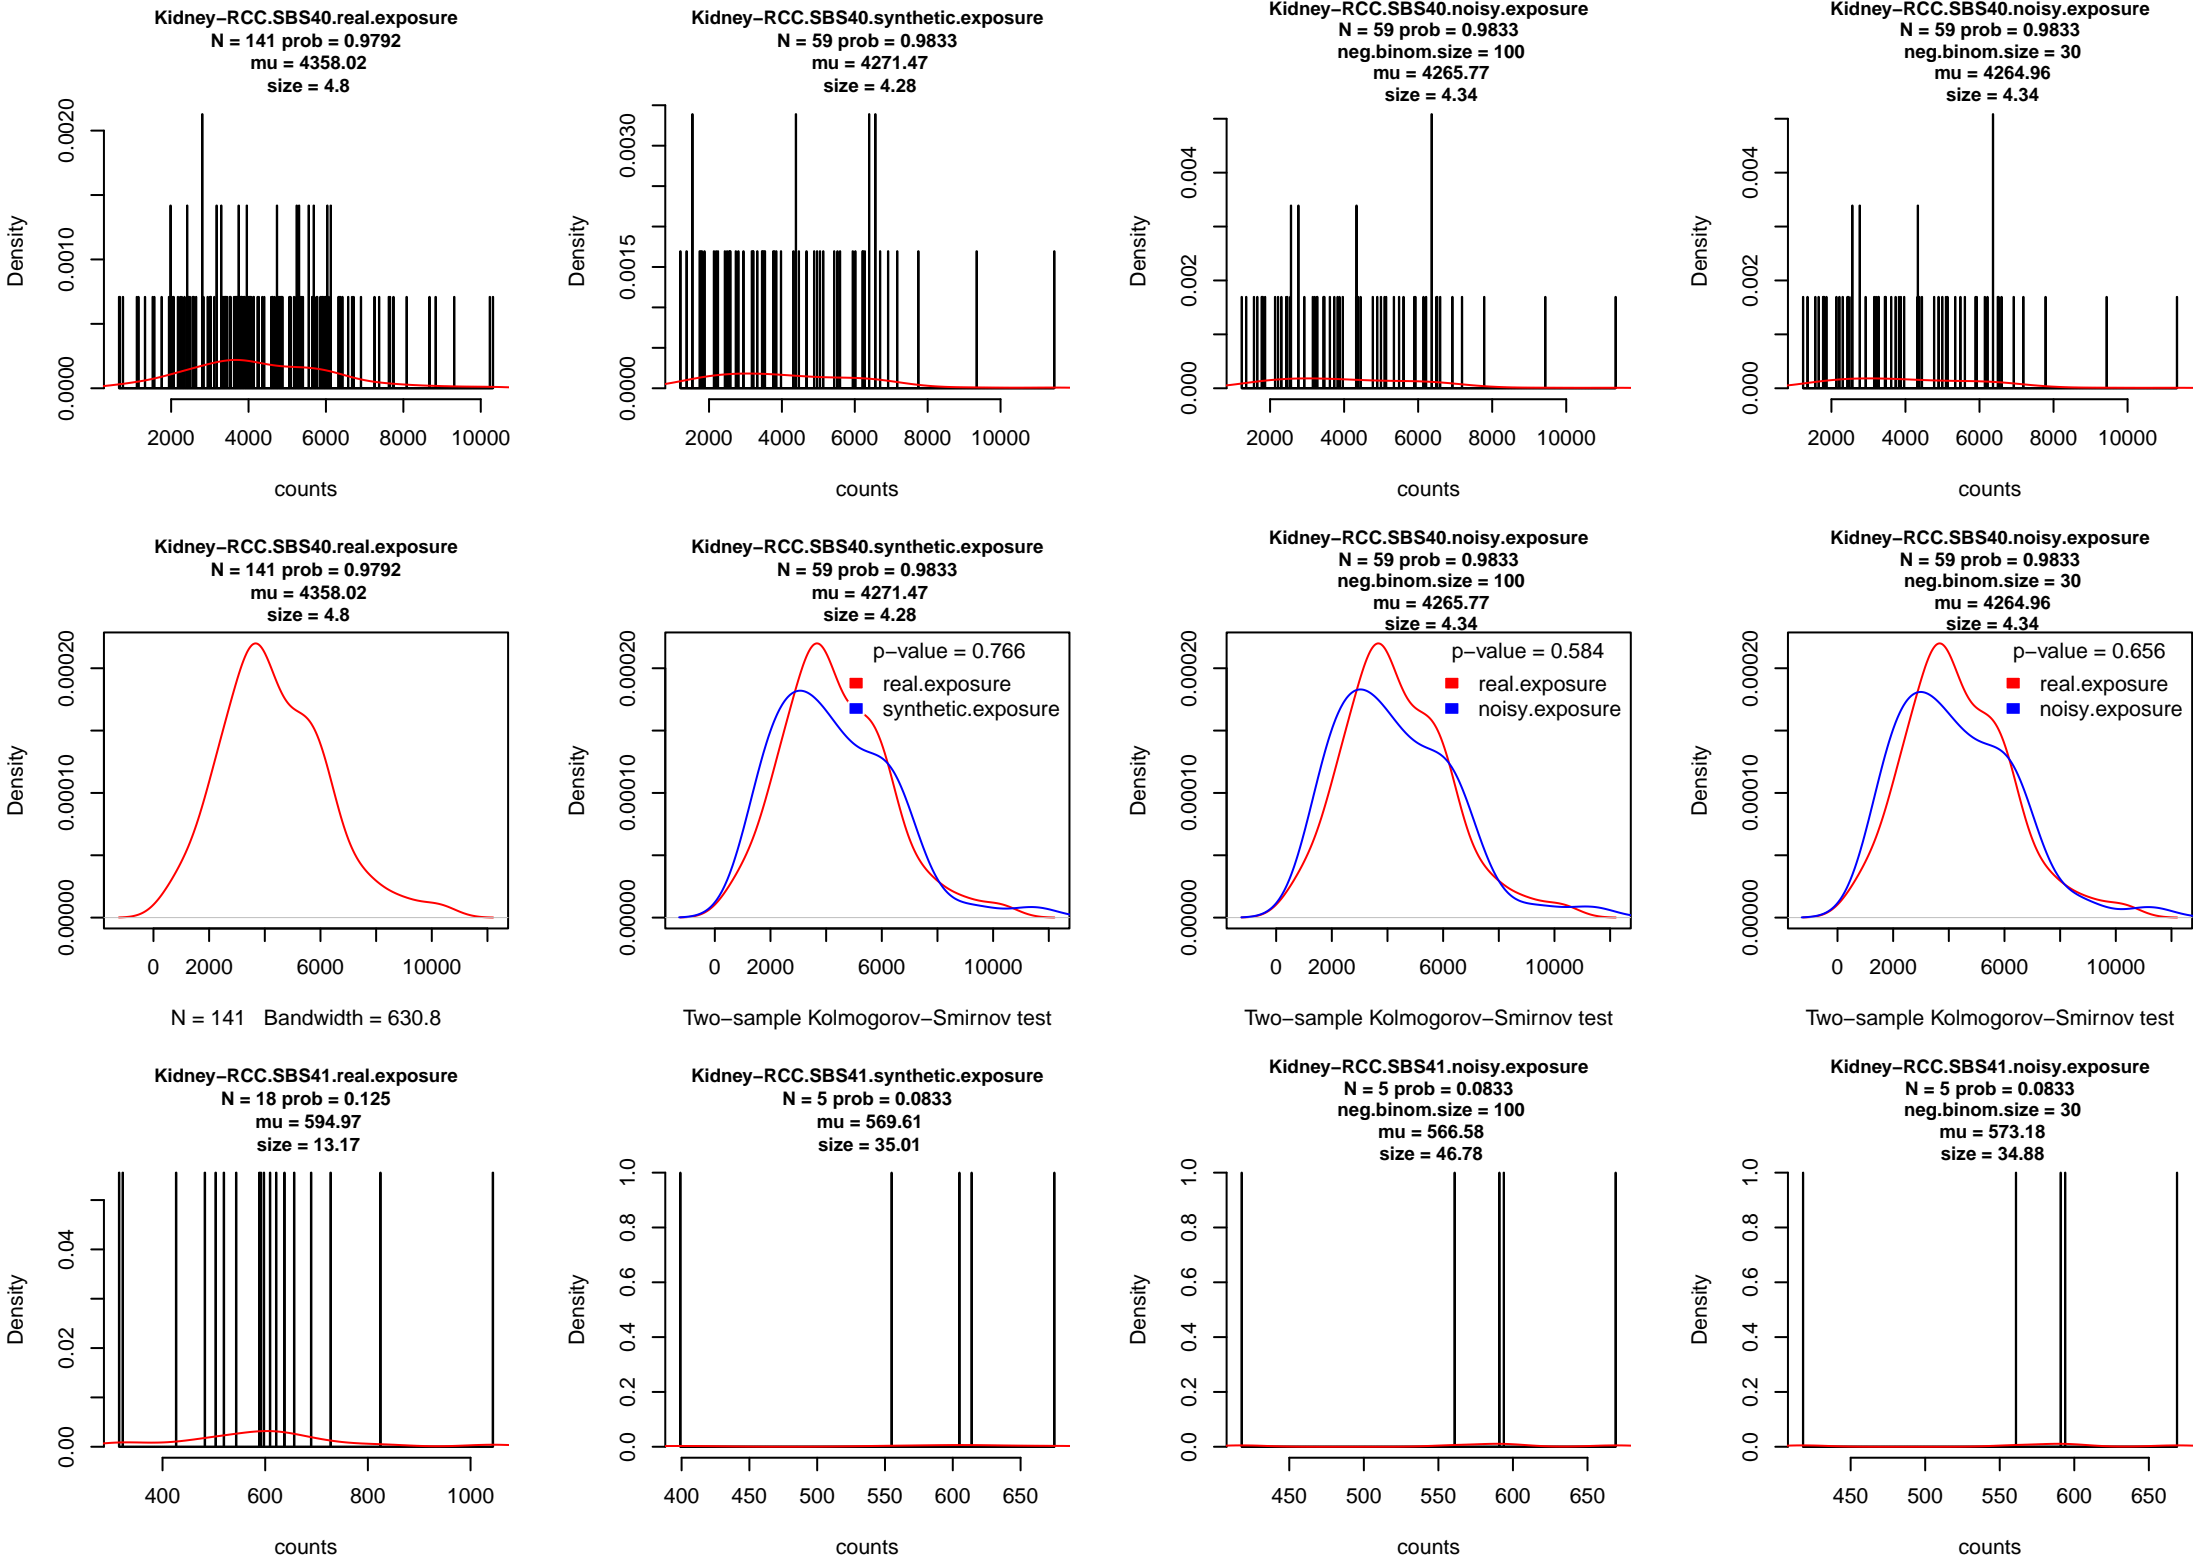 Kidney−RCC.SBS40.real.exposure
N = 141 prob = 0.9792
mu = 4358.02
size = 4.8
Density
0.0000 0.0010 0.0020
2000 4000 6000 8000 10000
counts
Kidney−RCC.SBS40.synthetic.exposure
N = 59 prob = 0.9833
mu = 4271.47
size = 4.28
Density
0.0000 0.0015 0.0030
2000 4000 6000 8000 10000
counts
Kidney−RCC.SBS40.noisy.exposure
N = 59 prob = 0.9833
neg.binom.size = 100
mu = 4265.77
size = 4.34
Density
0.000 0.002 0.004
2000 4000 6000 8000 10000
counts
Kidney−RCC.SBS40.noisy.exposure
N = 59 prob = 0.9833
neg.binom.size = 30
mu = 4264.96
size = 4.34
Density
0.000 0.002 0.004
2000 4000 6000 8000 10000
counts
Kidney−RCC.SBS40.real.exposure
N = 141 prob = 0.9792
mu = 4358.02
size = 4.8
Density
0.00000 0.00010 0.00020
0 2000 6000 10000
N = 141 Bandwidth = 630.8
Kidney−RCC.SBS40.synthetic.exposure
N = 59 prob = 0.9833
mu = 4271.47
size = 4.28
p−value = 0.766
real.exposure
synthetic.exposure
Density
0.00000 0.00010 0.00020
0 2000 6000 10000
Two−sample Kolmogorov−Smirnov test
Kidney−RCC.SBS40.noisy.exposure
N = 59 prob = 0.9833
neg.binom.size = 100
mu = 4265.77
size = 4.34
p−value = 0.584
real.exposure
noisy.exposure
Density
0.00000 0.00010 0.00020
0 2000 6000 10000
Two−sample Kolmogorov−Smirnov test
Kidney−RCC.SBS40.noisy.exposure
N = 59 prob = 0.9833
neg.binom.size = 30
mu = 4264.96
size = 4.34
p−value = 0.656
real.exposure
noisy.exposure
Density
0.00000 0.00010 0.00020
0 2000 6000 10000
Two−sample Kolmogorov−Smirnov test
Kidney−RCC.SBS41.real.exposure
N = 18 prob = 0.125
mu = 594.97
size = 13.17
Density
0.00 0.02 0.04
400 600 800 1000
counts
Kidney−RCC.SBS41.synthetic.exposure
N = 5 prob = 0.0833
mu = 569.61
size = 35.01
Density
0.0 0.2 0.4 0.6 0.8 1.0
400 450 500 550 600 650
counts
Kidney−RCC.SBS41.noisy.exposure
N = 5 prob = 0.0833
neg.binom.size = 100
mu = 566.58
size = 46.78
Density
0.0 0.2 0.4 0.6 0.8 1.0
450 500 550 600 650
counts
Kidney−RCC.SBS41.noisy.exposure
N = 5 prob = 0.0833
neg.binom.size = 30
mu = 573.18
size = 34.88
Density
0.0 0.2 0.4 0.6 0.8 1.0
450 500 550 600 650
counts